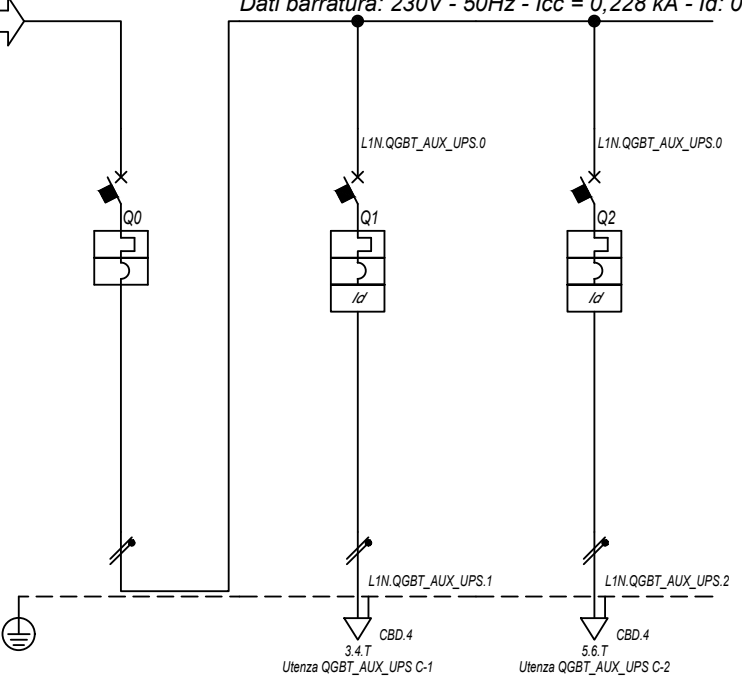 Dati barratura: 230V - 50Hz - Icc = 0,228 kA - Id: 0
L1N.QGBT_AUX_UPS.0
L1N.QGBT_AUX_UPS.0
Q0
Q1
Q2
Id
Id
L1N.QGBT_AUX_UPS.1
L1N.QGBT_AUX_UPS.2
CBD.4
CBD.4
3.4.T
5.6.T
Utenza QGBT_AUX_UPS C-1
Utenza QGBT_AUX_UPS C-2